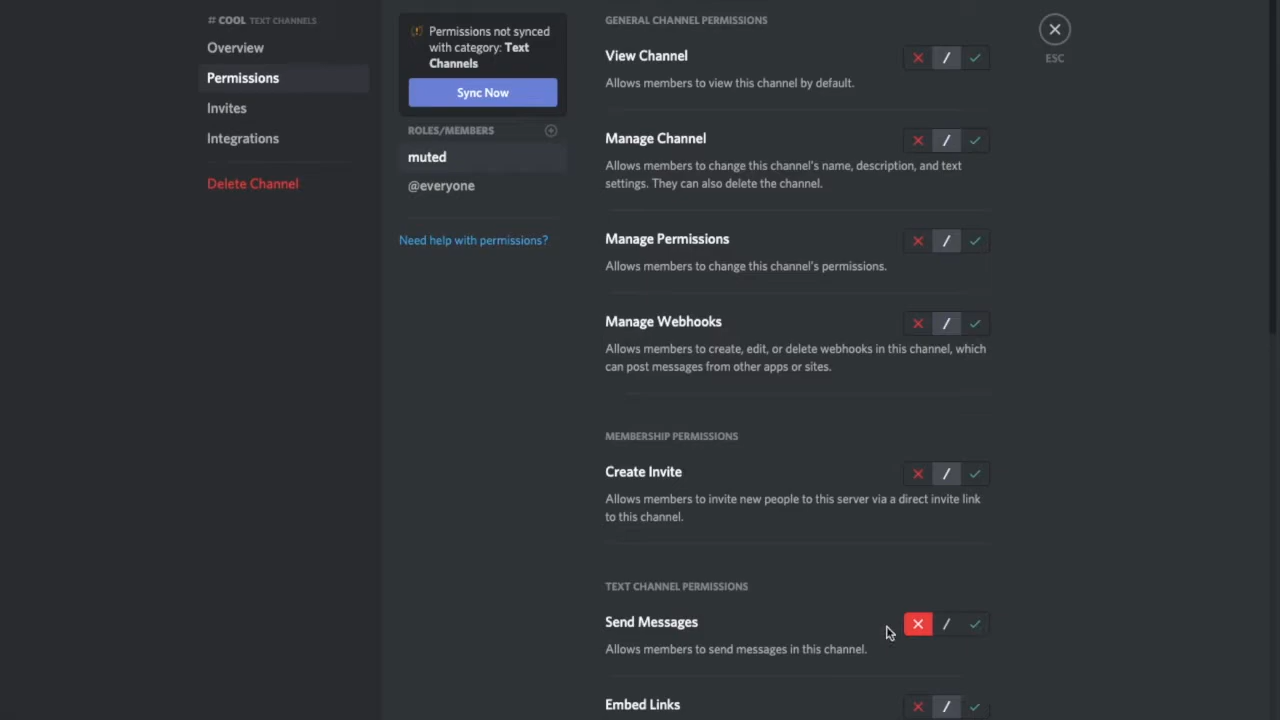 # COOL TEXT CHANNELS
Overview
Permissions
Invites
Integrations
Delete Channel
Permissions not synced
with category: Text
Channels
Sync Now
ROLES/MEMBERS
muted
@everyone
Need help with permissions?
GENERAL CHANNEL PERMISSIONS
View Channel
Allows members to view this channel by default.
Manage Channel
Allows members to change this channel's name, description, and text
settings. They can also delete the channel.
Manage Permissions
Allows members to change this channel's permissions.
Manage Webhooks
Allows members to create, edit, or delete webhooks in this channel, which
can post messages from other apps or sites.
MEMBERSHIP PERMISSIONS
Create Invite
Allows members to invite new people to this server via a direct invite link
to this channel.
TEXT CHANNEL PERMISSIONS
Send Messages
Allows members to send messages in this channel.
Embed Links
ESC